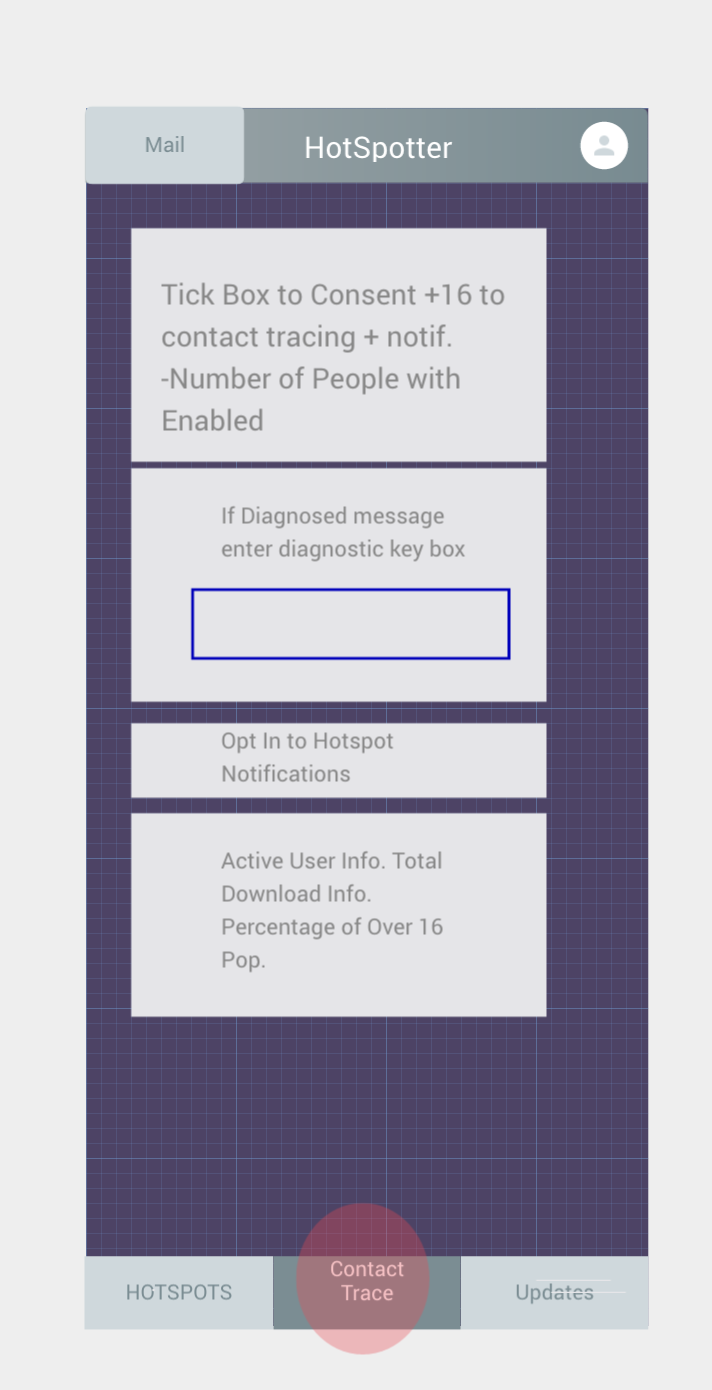 Mail
HotSpotter
Tick Box to Consent +16 to
contact tracing + notif.
-Number of People with
Enabled
If Diagnosed message
enter diagnostic key box
Opt In to Hotspot
Notifications
Active User Info. Total
Download Info.
Percentage of Over 16
Pop.
HOTSPOTS
Contact
Trace
Updates